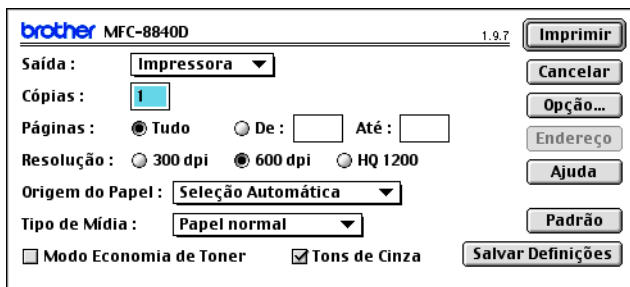 brother MFC-8840D 1.9.7 Imprimir
Saída : Impressora Cancelar
Cópias : 1 Opção...
Páginas : Tudo De : Até : Endereço
Resolução : 300 dpi 600 dpi HQ 1200 Ajuda
Origem do Papel : Seleção Automática
Tipo de Mídia : Papel normal Padrão
Modo Economia de Toner Tons de Cinza Salvar Definições